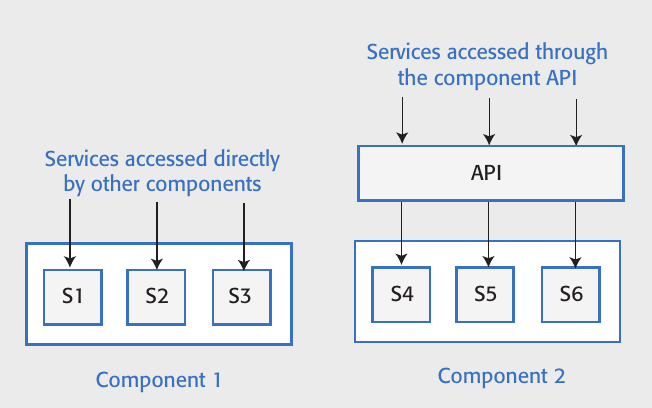 Services accessed directly
by other components
S1
S2
S3
Component 1
Services accessed through
the component API
API
S4
S5
S6
Component 2